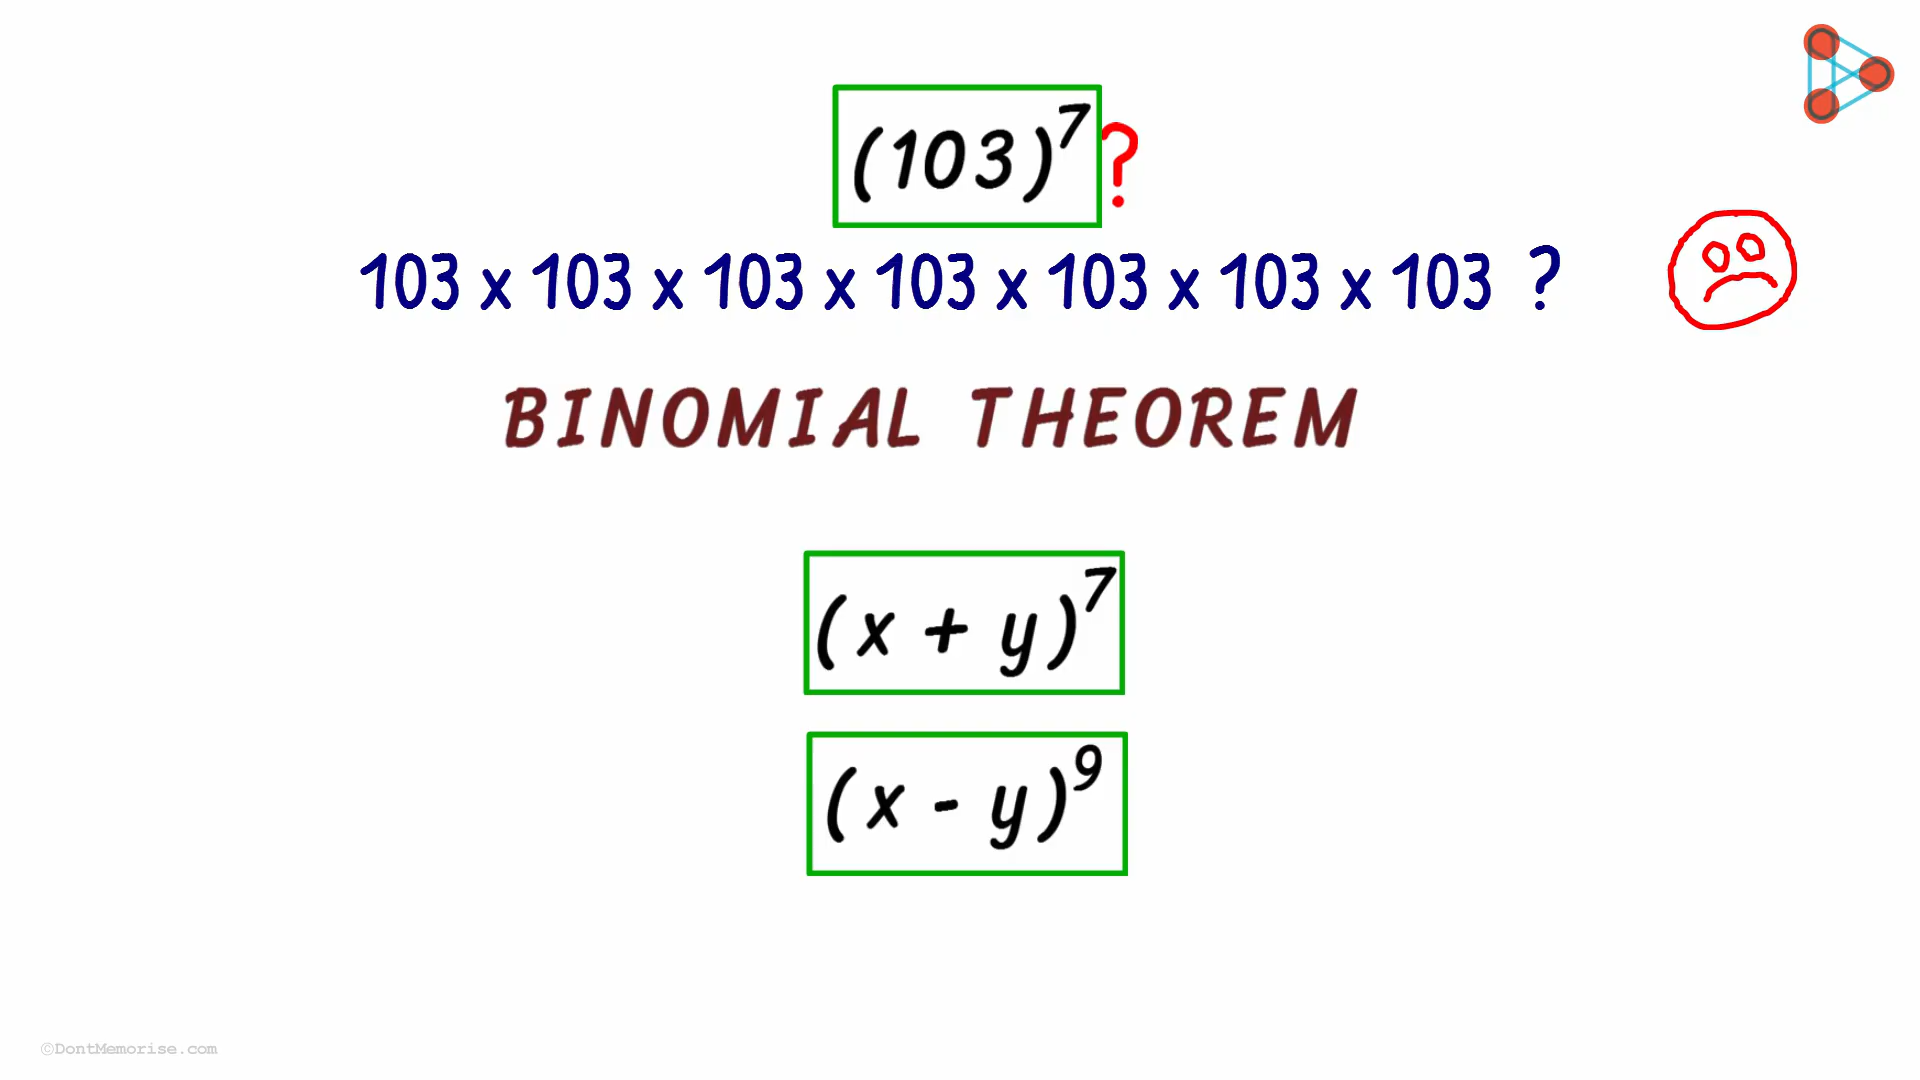 (103)⁷?
103 x 103 x 103 x 103 x 103 x 103 x 103 ?
BINOMIAL THEOREM
(x + y)⁷
(x - y)⁹
©DontMemorise.com